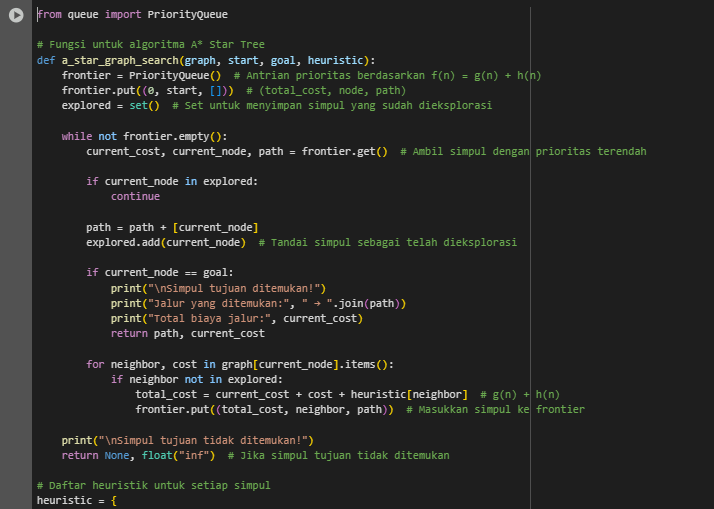 from queue import PriorityQueue
# Fungsi untuk algoritma A* Star Tree
def a_star_graph_search(graph, start, goal, heuristic):
    frontier = PriorityQueue()  # Antrian prioritas berdasarkan f(n) = g(n) + h(n)
    frontier.put((0, start, []))  # (total_cost, node, path)
    explored = set()  # Set untuk menyimpan simpul yang sudah dieksplorasi
    while not frontier.empty():
        current_cost, current_node, path = frontier.get()  # Ambil simpul dengan prioritas terendah
        if current_node in explored:
            continue
        path = path + [current_node]
        explored.add(current_node)  # Tandai simpul sebagai telah dieksplorasi
        if current_node == goal:
            print("\nSimpul tujuan ditemukan!")
            print("Jalur yang ditemukan:", " → ".join(path))
            print("Total biaya jalur:", current_cost)
            return path, current_cost
        for neighbor, cost in graph[current_node].items():
            if neighbor not in explored:
                total_cost = current_cost + cost + heuristic[neighbor]  # g(n) + h(n)
                frontier.put((total_cost, neighbor, path))  # Masukkan simpul ke frontier
    print("\nSimpul tujuan tidak ditemukan!")
    return None, float("inf")  # Jika simpul tujuan tidak ditemukan
# Daftar heuristik untuk setiap simpul
heuristic = {